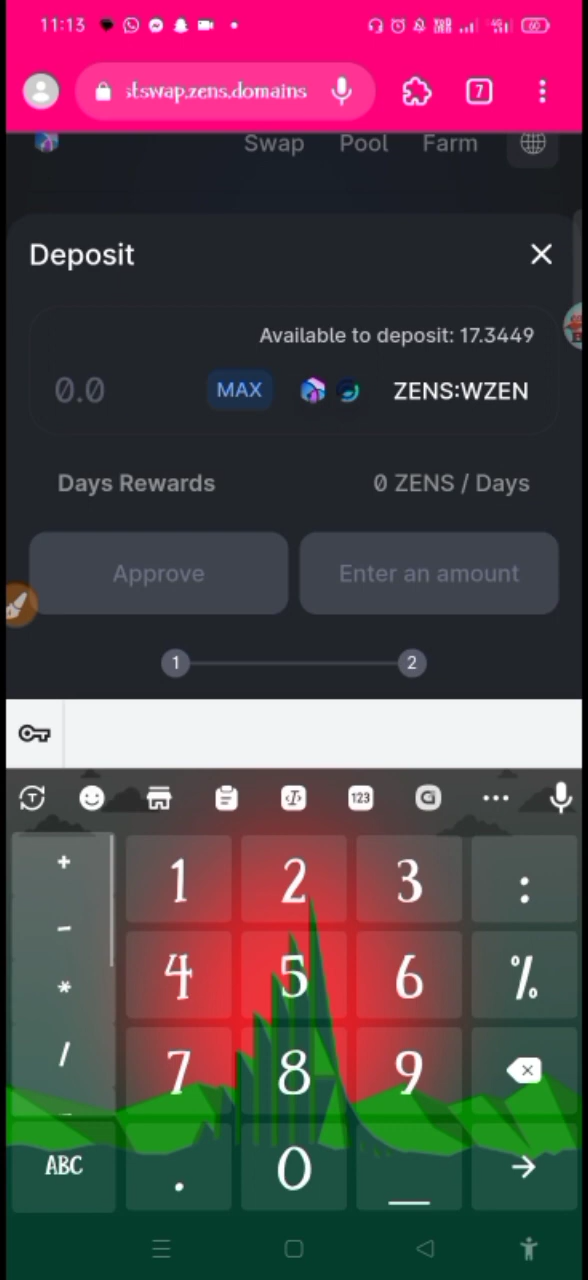 11:13
60
stswap.zens.domains
7
Swap Pool Farm
Deposit
Available to deposit: 17.3449
0.0 MAX ZENS:WZEN
Days Rewards 0 ZENS / Days
Approve Enter an amount
1 2
123 G
+ 1 2 3 :
- 4 5 6 %
*
/ 7 8 9
ABC . 0 _